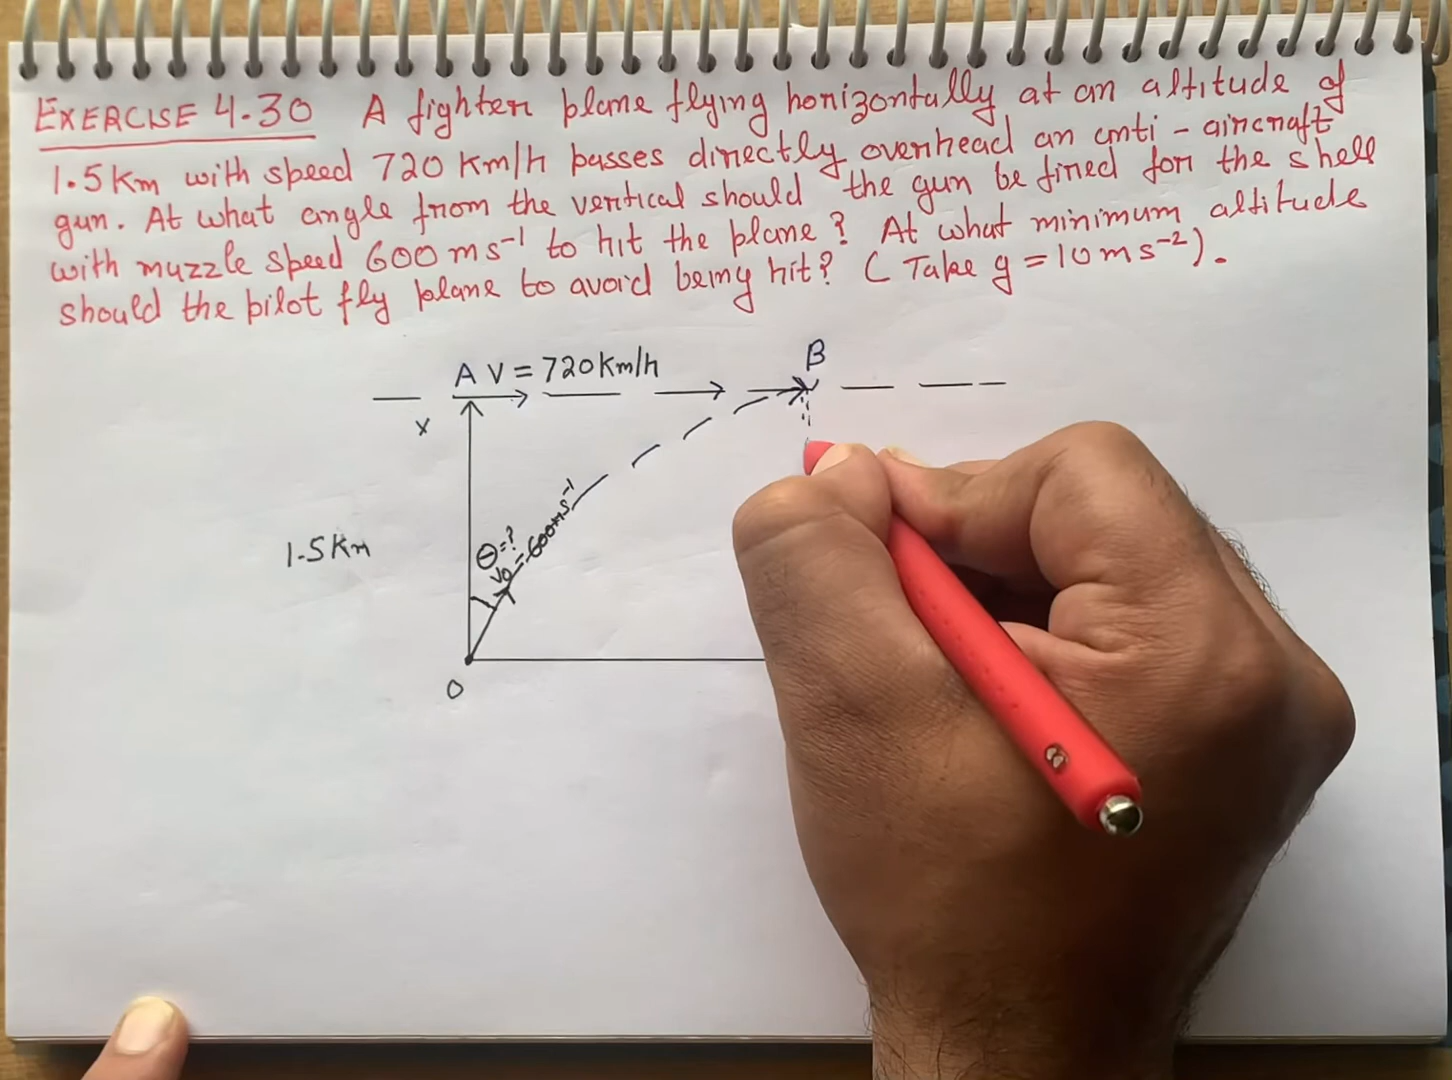 EXERCISE 4.30 A fighter plane flying horizontally at an altitude of
1.5 Km with speed 720 Km/h passes directly overhead an anti-aircraft
gun. At what angle from the vertical should the gun be fired for the shell
with muzzle speed 600 ms⁻¹ to hit the plane? At what minimum altitude
should the pilot fly plane to avoid being hit? (Take g = 10 ms⁻²).
B
A V = 720 Km/h
x
1.5 Km
θ = ?
V₀ = 600 ms⁻¹
O